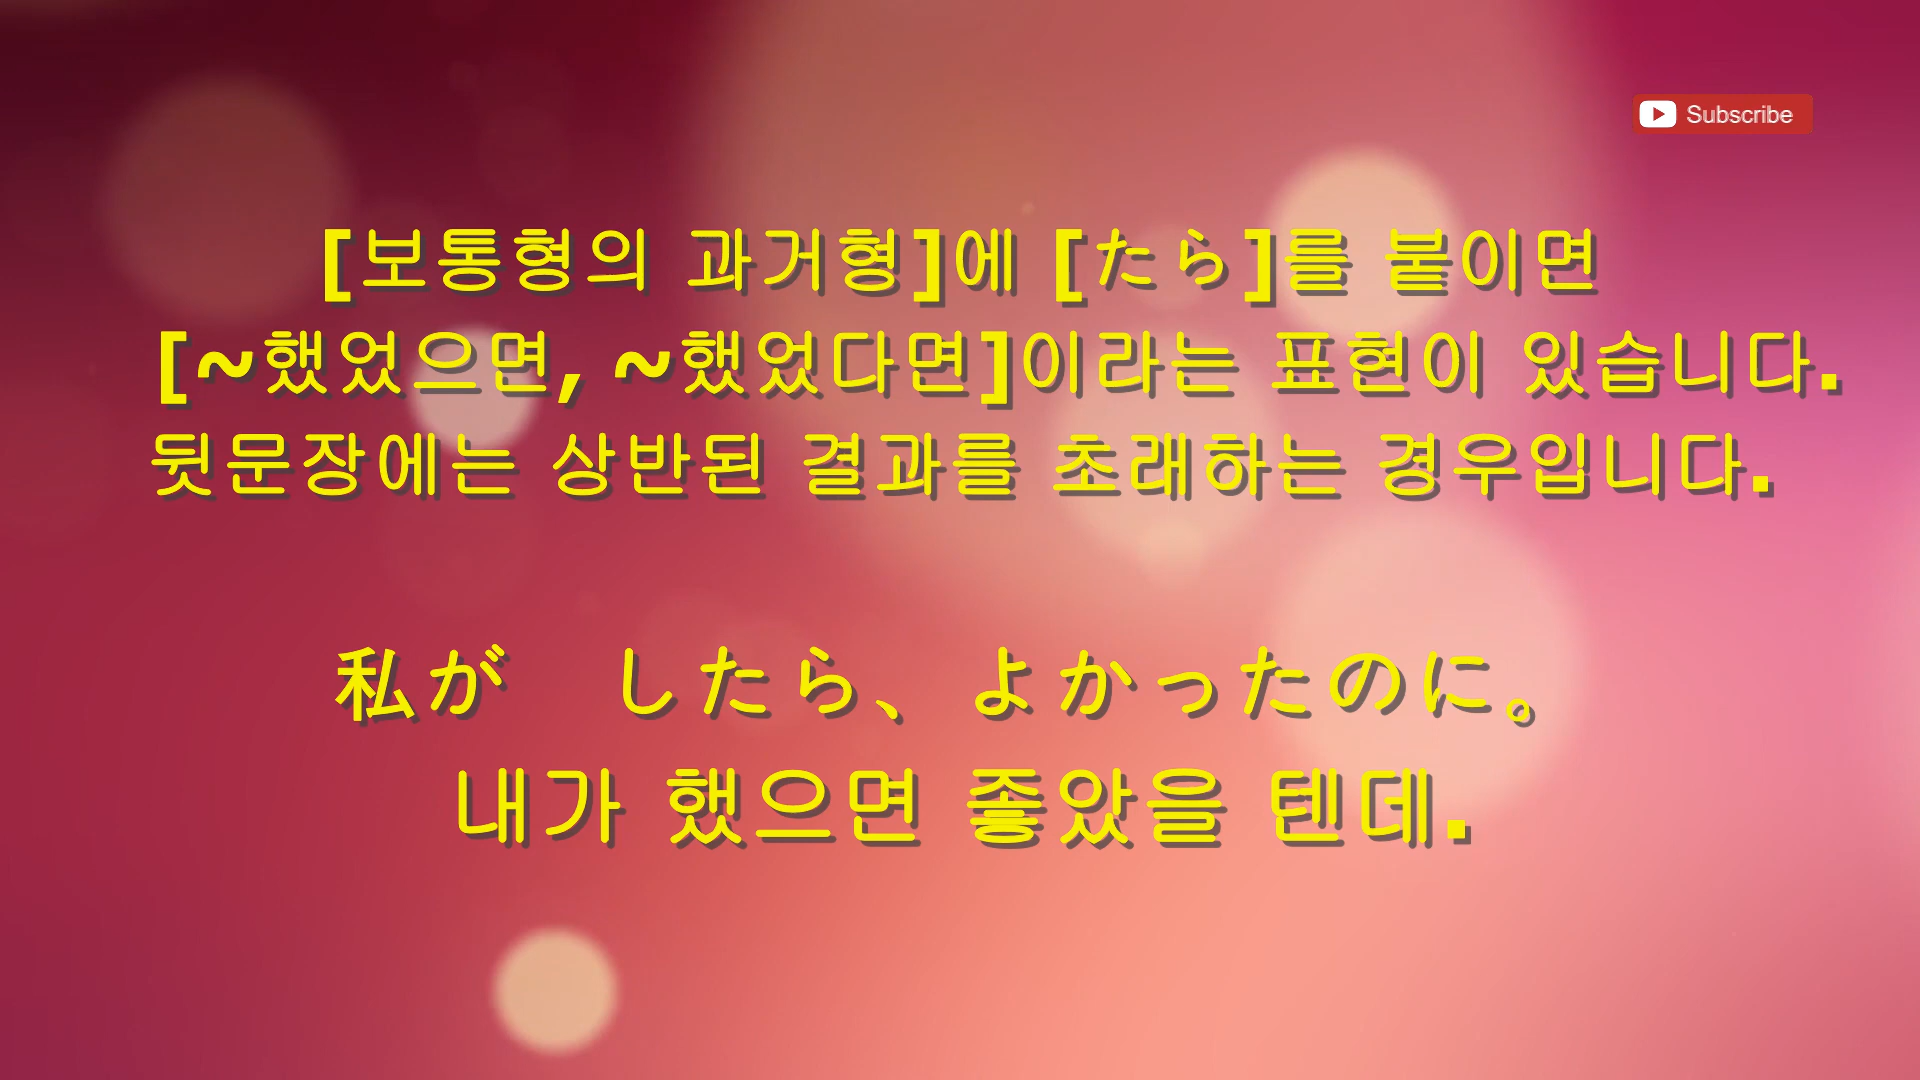 Subscribe
[보통형의 과거형]에 [たら]를 붙이면
[~했었으면, ~했었다면]이라는 표현이 있습니다.
뒷문장에는 상반된 결과를 초래하는 경우입니다.
私が　したら、よかったのに。
내가 했으면 좋았을 텐데.